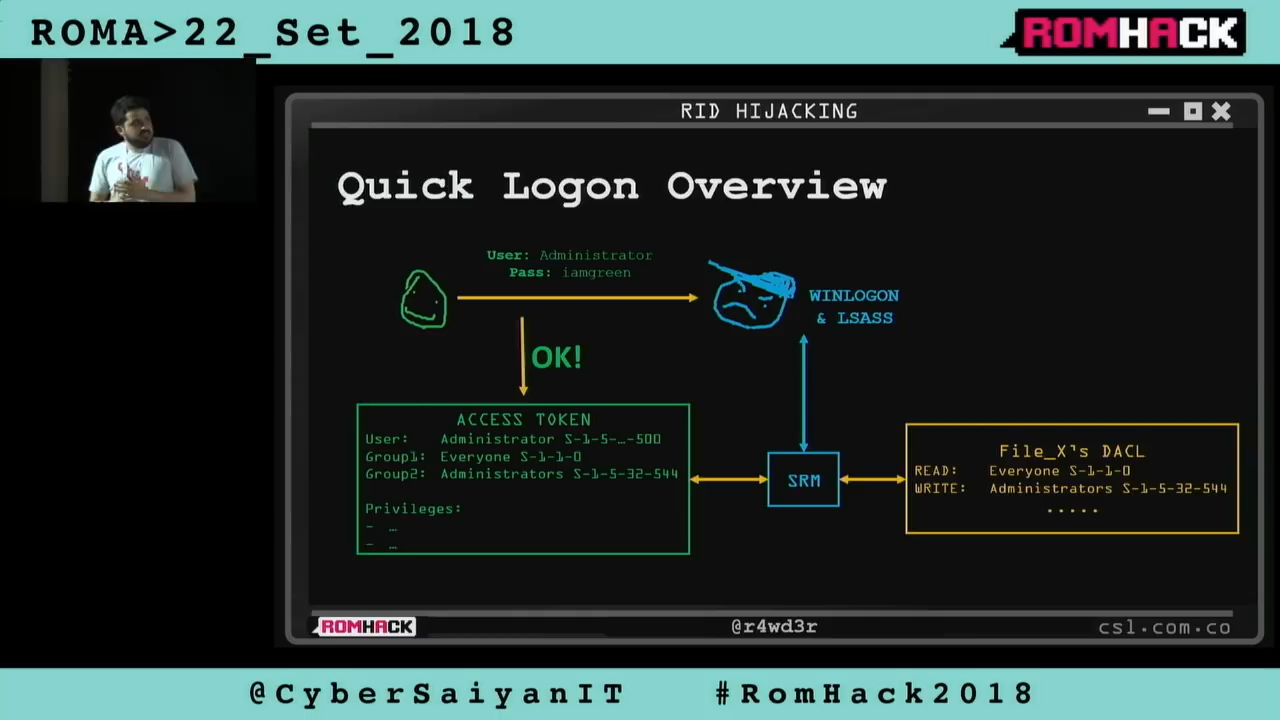 ROMA>22_Set_2018
ROMHACK
RID HIJACKING
Quick Logon Overview
User: Administrator
Pass: iamgreen
WINLOGON
& LSASS
OK!
ACCESS TOKEN
User: Administrator S-1-5-…-500
Group1: Everyone S-1-1-0
Group2: Administrators S-1-5-32-544
Privileges:
- …
- …
SRM
File_X's DACL
READ: Everyone S-1-1-0
WRITE: Administrators S-1-5-32-544
.....
ROMHACK
@r4wd3r
csl.com.co
@CyberSaiyanIT #RomHack2018